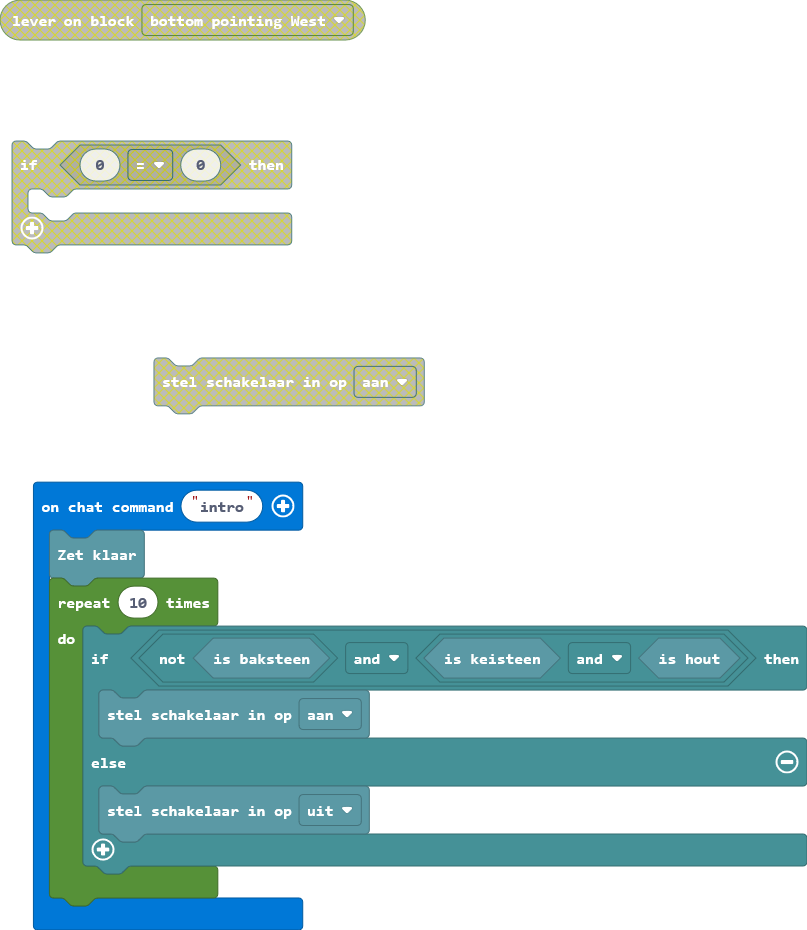 lever on block bottom pointing West
if 0 = 0 then
stel schakelaar in op aan
on chat command "intro"
Zet klaar
repeat 10 times
do
if not is baksteen and is keisteen and is hout then
stel schakelaar in op aan
else
stel schakelaar in op uit